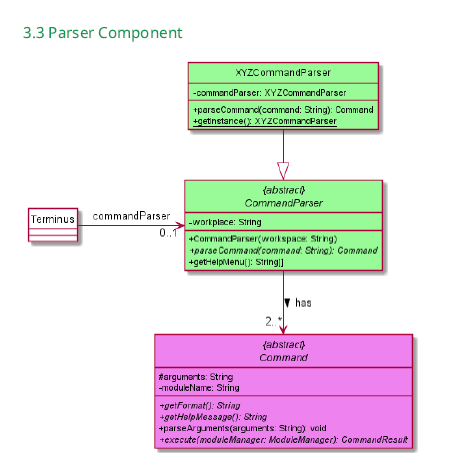 3.3 Parser Component
XYZCommandParser
-commandParser: XYZCommandParser
+parseCommand(command: String): Command
+getInstance(): XYZCommandParser
{abstract}
CommandParser
-workplace: String
+CommandParser(workspace: String)
+parseCommand(command: String): Command
+getHelpMenu(): String[]
Terminus
commandParser
0..1
has
2..*
{abstract}
Command
#arguments: String
-moduleName: String
+getFormat(): String
+getHelpMessage(): String
+parseArguments(arguments: String): void
+execute(moduleManager: ModuleManager): CommandResult